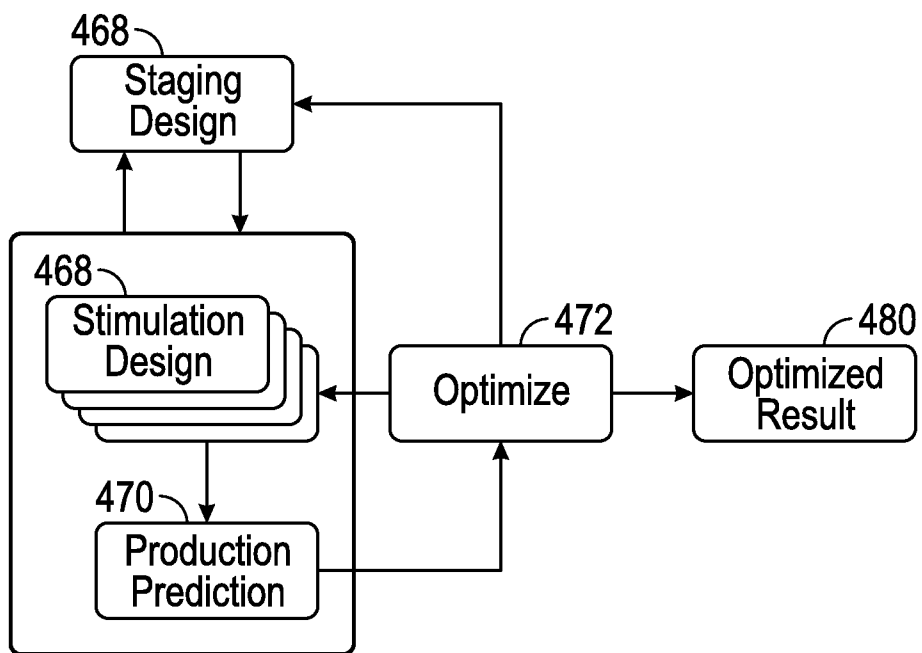 468
Staging
Design
468
Stimulation
Design
472
Optimize
480
Optimized
Result
470
Production
Prediction